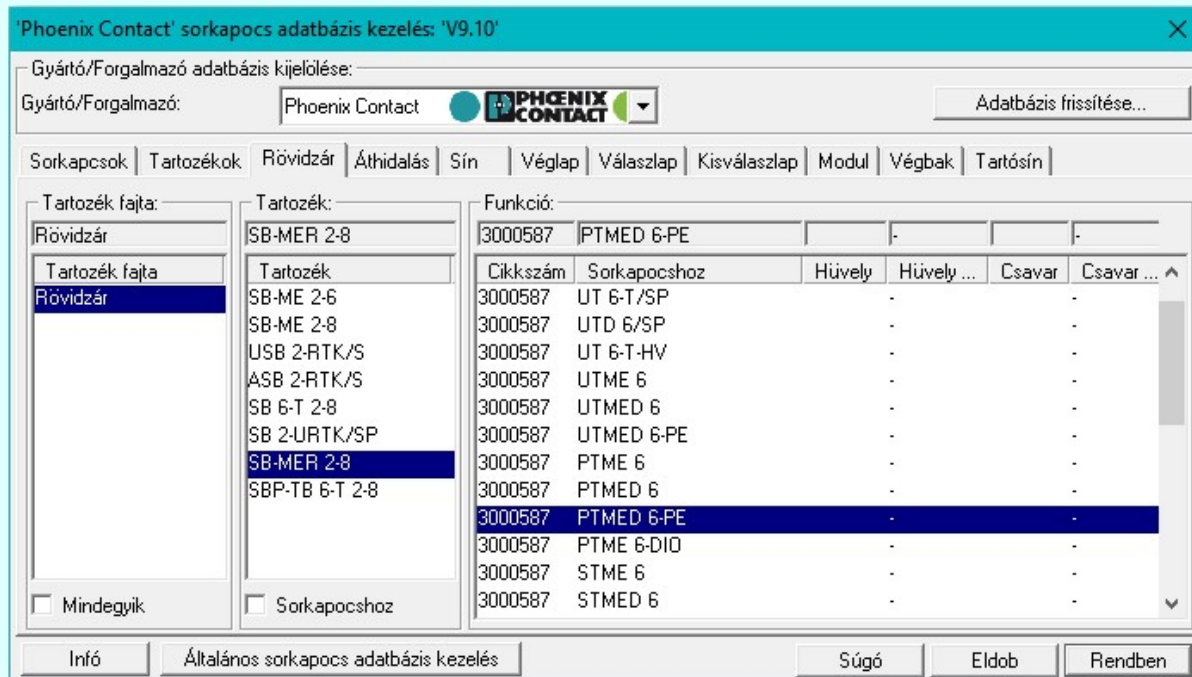 'Phoenix Contact' sorkapocs adatbázis kezelés: 'V9.10'
Gyártó/Forgalmazó adatbázis kijelölése:
Gyártó/Forgalmazó: Phoenix Contact PHŒNIX CONTACT Adatbázis frissítése...
Sorkapcsok Tartozékok Rövidzár Áthidalás Sín Véglap Válaszlap Kisválaszlap Modul Végbak Tartósín
Tartozék fajta: Tartozék: Funkció:
Rövidzár SB-MER 2-8 3000587 PTMED 6-PE - -
Tartozék fajta Tartozék Cikkszám Sorkapocshoz Hüvely Hüvely ... Csavar Csavar ...
Rövidzár SB-ME 2-6 3000587 UT 6-T/SP - -
SB-ME 2-8 3000587 UTD 6/SP - -
USB 2-RTK/S 3000587 UT 6-T-HV - -
ASB 2-RTK/S 3000587 UTME 6 - -
SB 6-T 2-8 3000587 UTMED 6 - -
SB 2-URTK/SP 3000587 UTMED 6-PE - -
SB-MER 2-8 3000587 PTME 6 - -
SBP-TB 6-T 2-8 3000587 PTMED 6 - -
3000587 PTMED 6-PE - -
3000587 PTME 6-DIO - -
3000587 STME 6 - -
Mindegyik Sorkapocshoz 3000587 STMED 6 - -
Infó Általános sorkapocs adatbázis kezelés Súgó Eldob Rendben